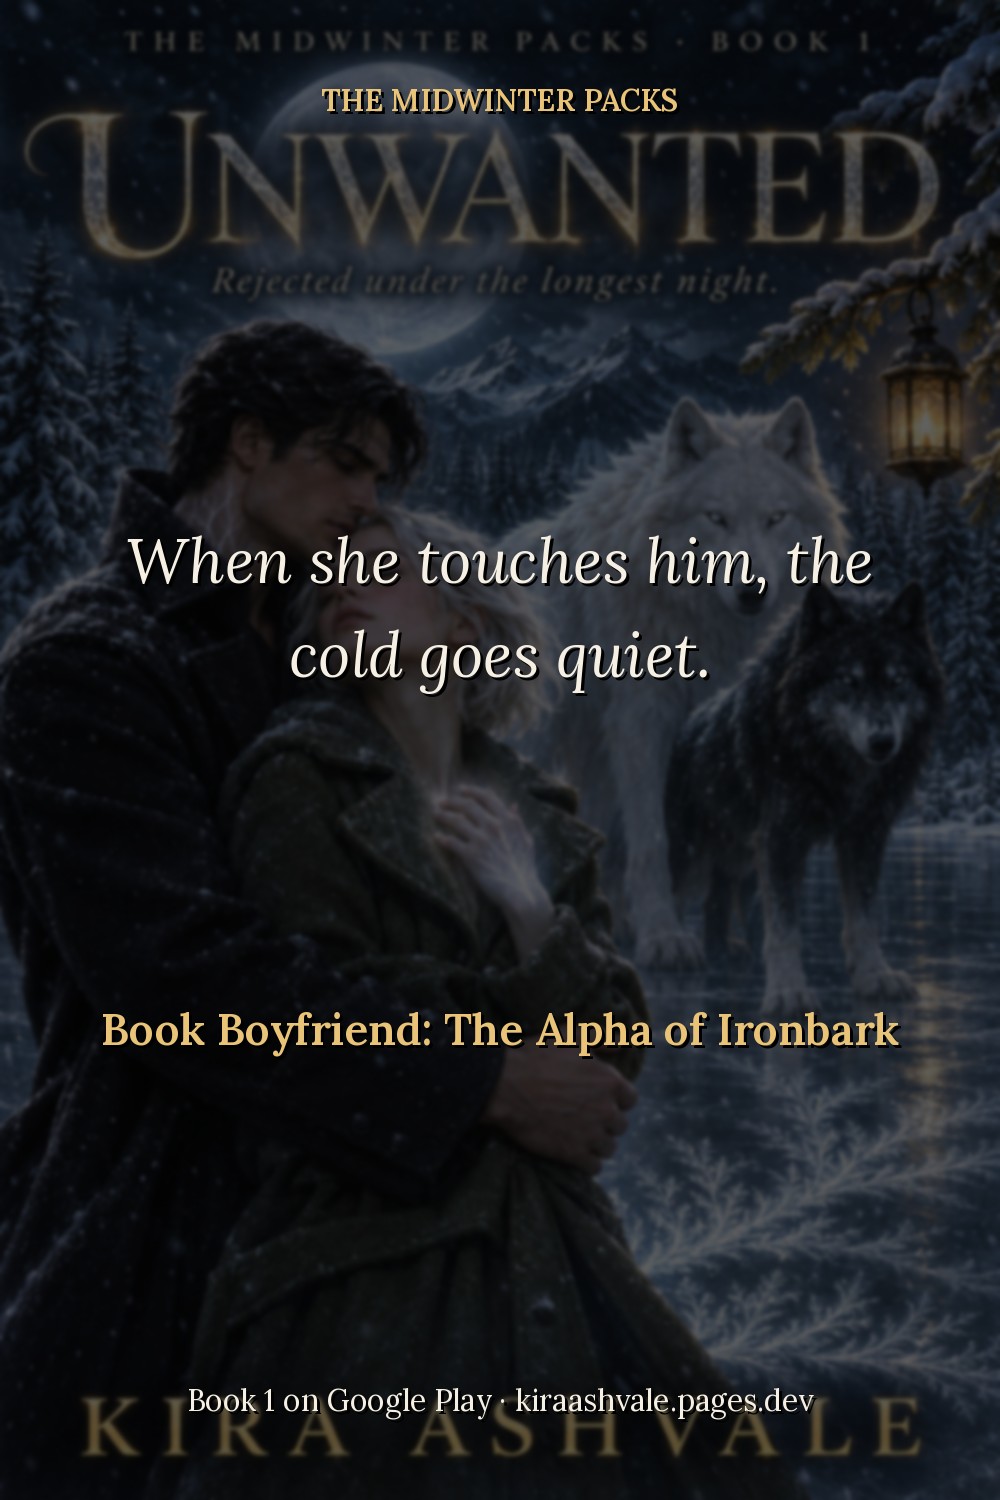 THE MIDWINTER PACKS · BOOK 1
THE MIDWINTER PACKS
UNWANTED
Rejected under the longest night.
When she touches him, the
cold goes quiet.
Book Boyfriend: The Alpha of Ironbark
Book 1 on Google Play · kiraashvale.pages.dev
KIRA ASHVALE